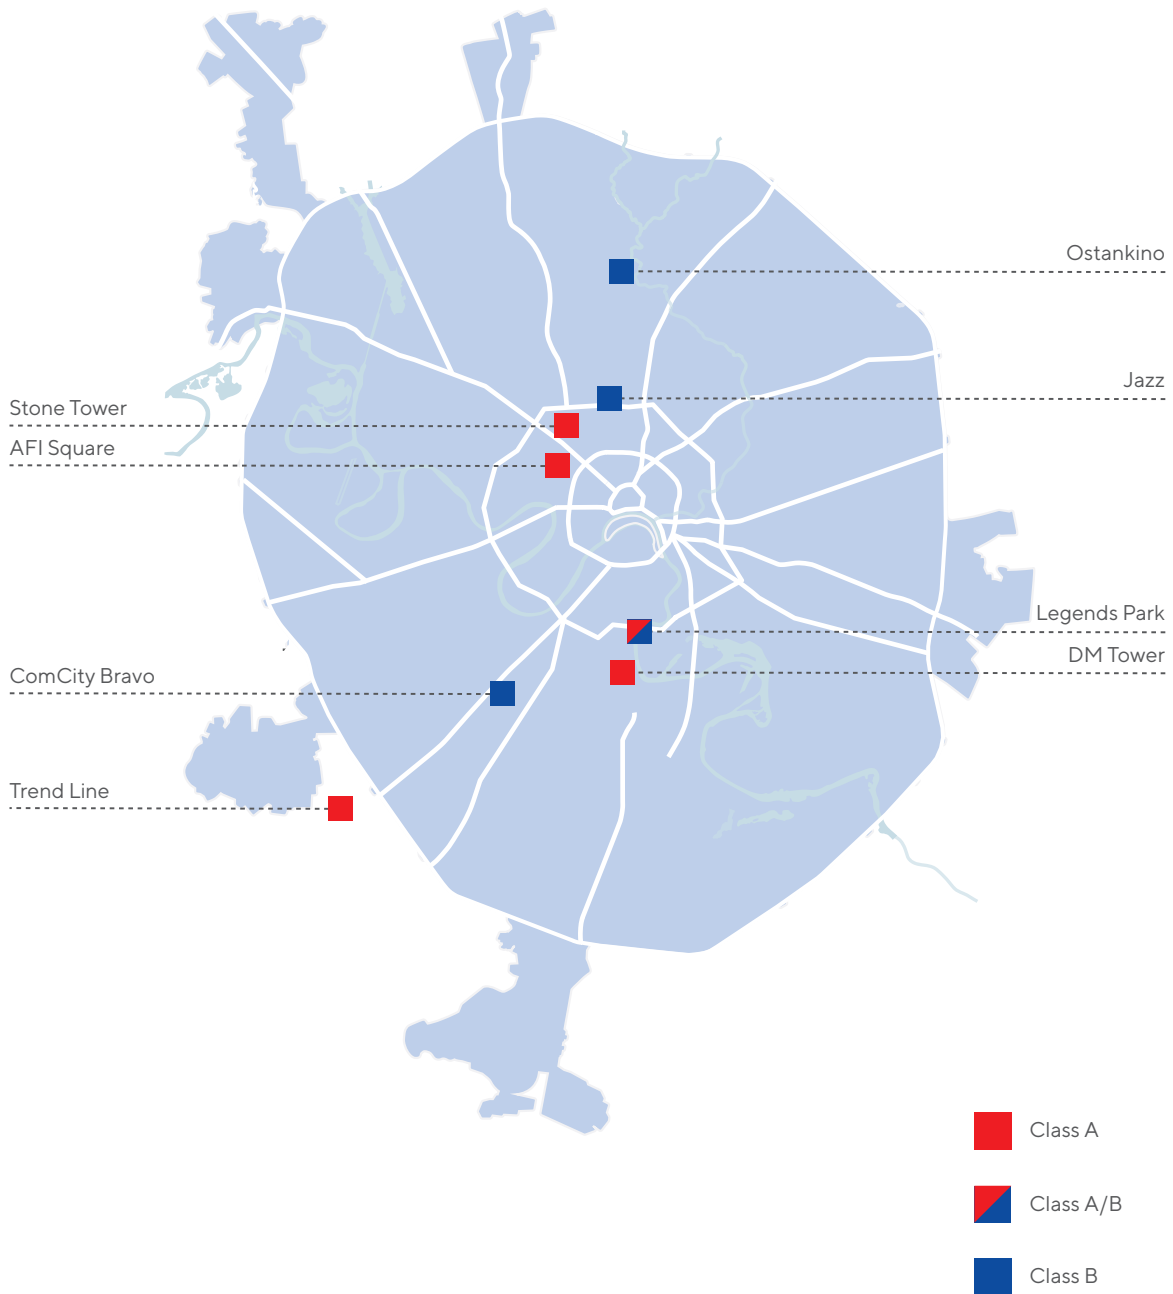 Ostankino
Jazz
Stone Tower
AFI Square
Legends Park
DM Tower
ComCity Bravo
Trend Line
Class A
Class A/B
Class B